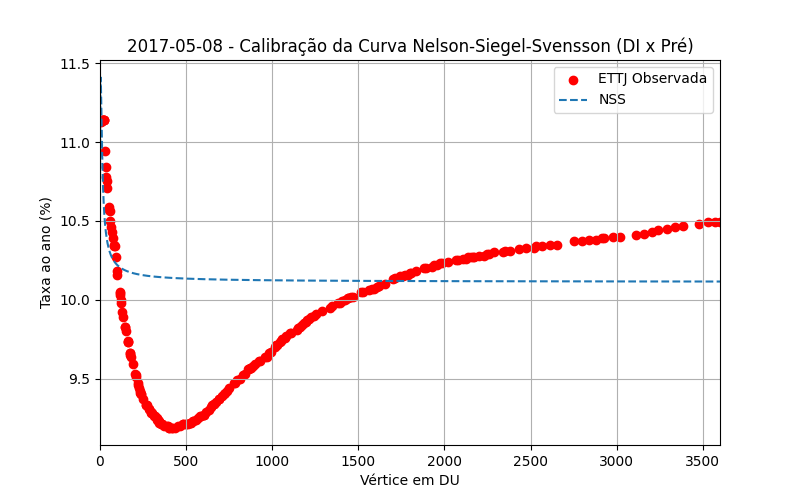 2017-05-08 - Calibração da Curva Nelson-Siegel-Svensson (DI x Pré)
ETTJ Observada
NSS
Taxa ao ano (%)
11.5
11.0
10.5
10.0
9.5
0 500 1000 1500 2000 2500 3000 3500
Vértice em DU